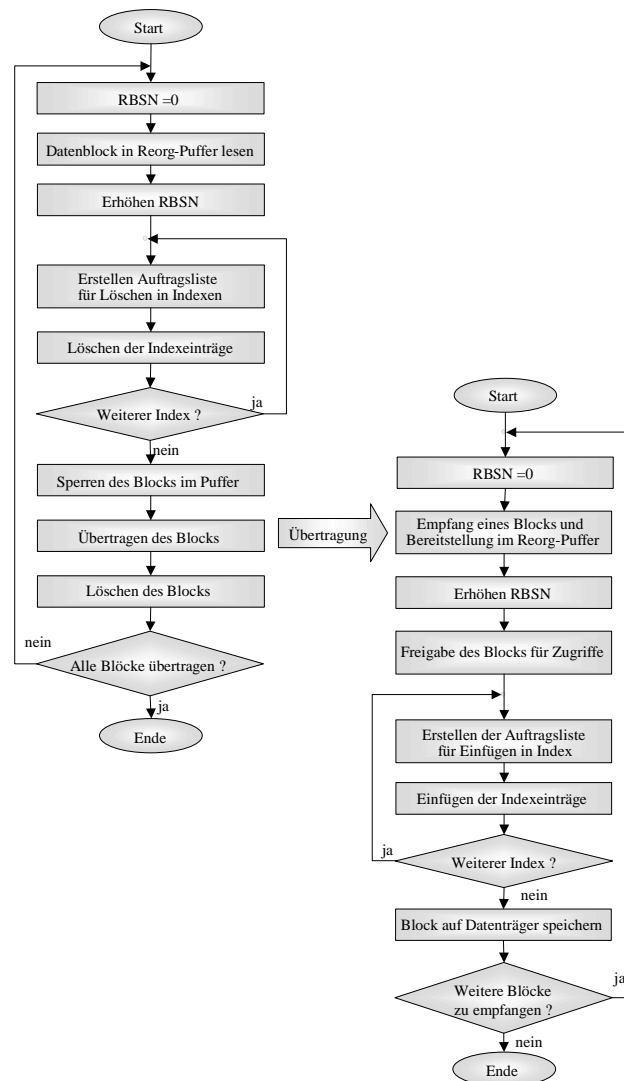 Start
RBSN =0
Datenblock in Reorg-Puffer lesen
Erhöhen RBSN
Erstellen Auftragsliste
für Löschen in Indexen
Löschen der Indexeinträge
Weiterer Index ?
ja
nein
Sperren des Blocks im Puffer
Übertragen des Blocks
Löschen des Blocks
nein
Alle Blöcke übertragen ?
ja
Ende
Übertragung
Start
RBSN =0
Empfang eines Blocks und
Bereitstellung im Reorg-Puffer
Erhöhen RBSN
Freigabe des Blocks für Zugriffe
Erstellen der Auftragsliste
für Einfügen in Index
Einfügen der Indexeinträge
ja
Weiterer Index ?
nein
Block auf Datenträger speichern
ja
Weitere Blöcke
zu empfangen ?
nein
Ende